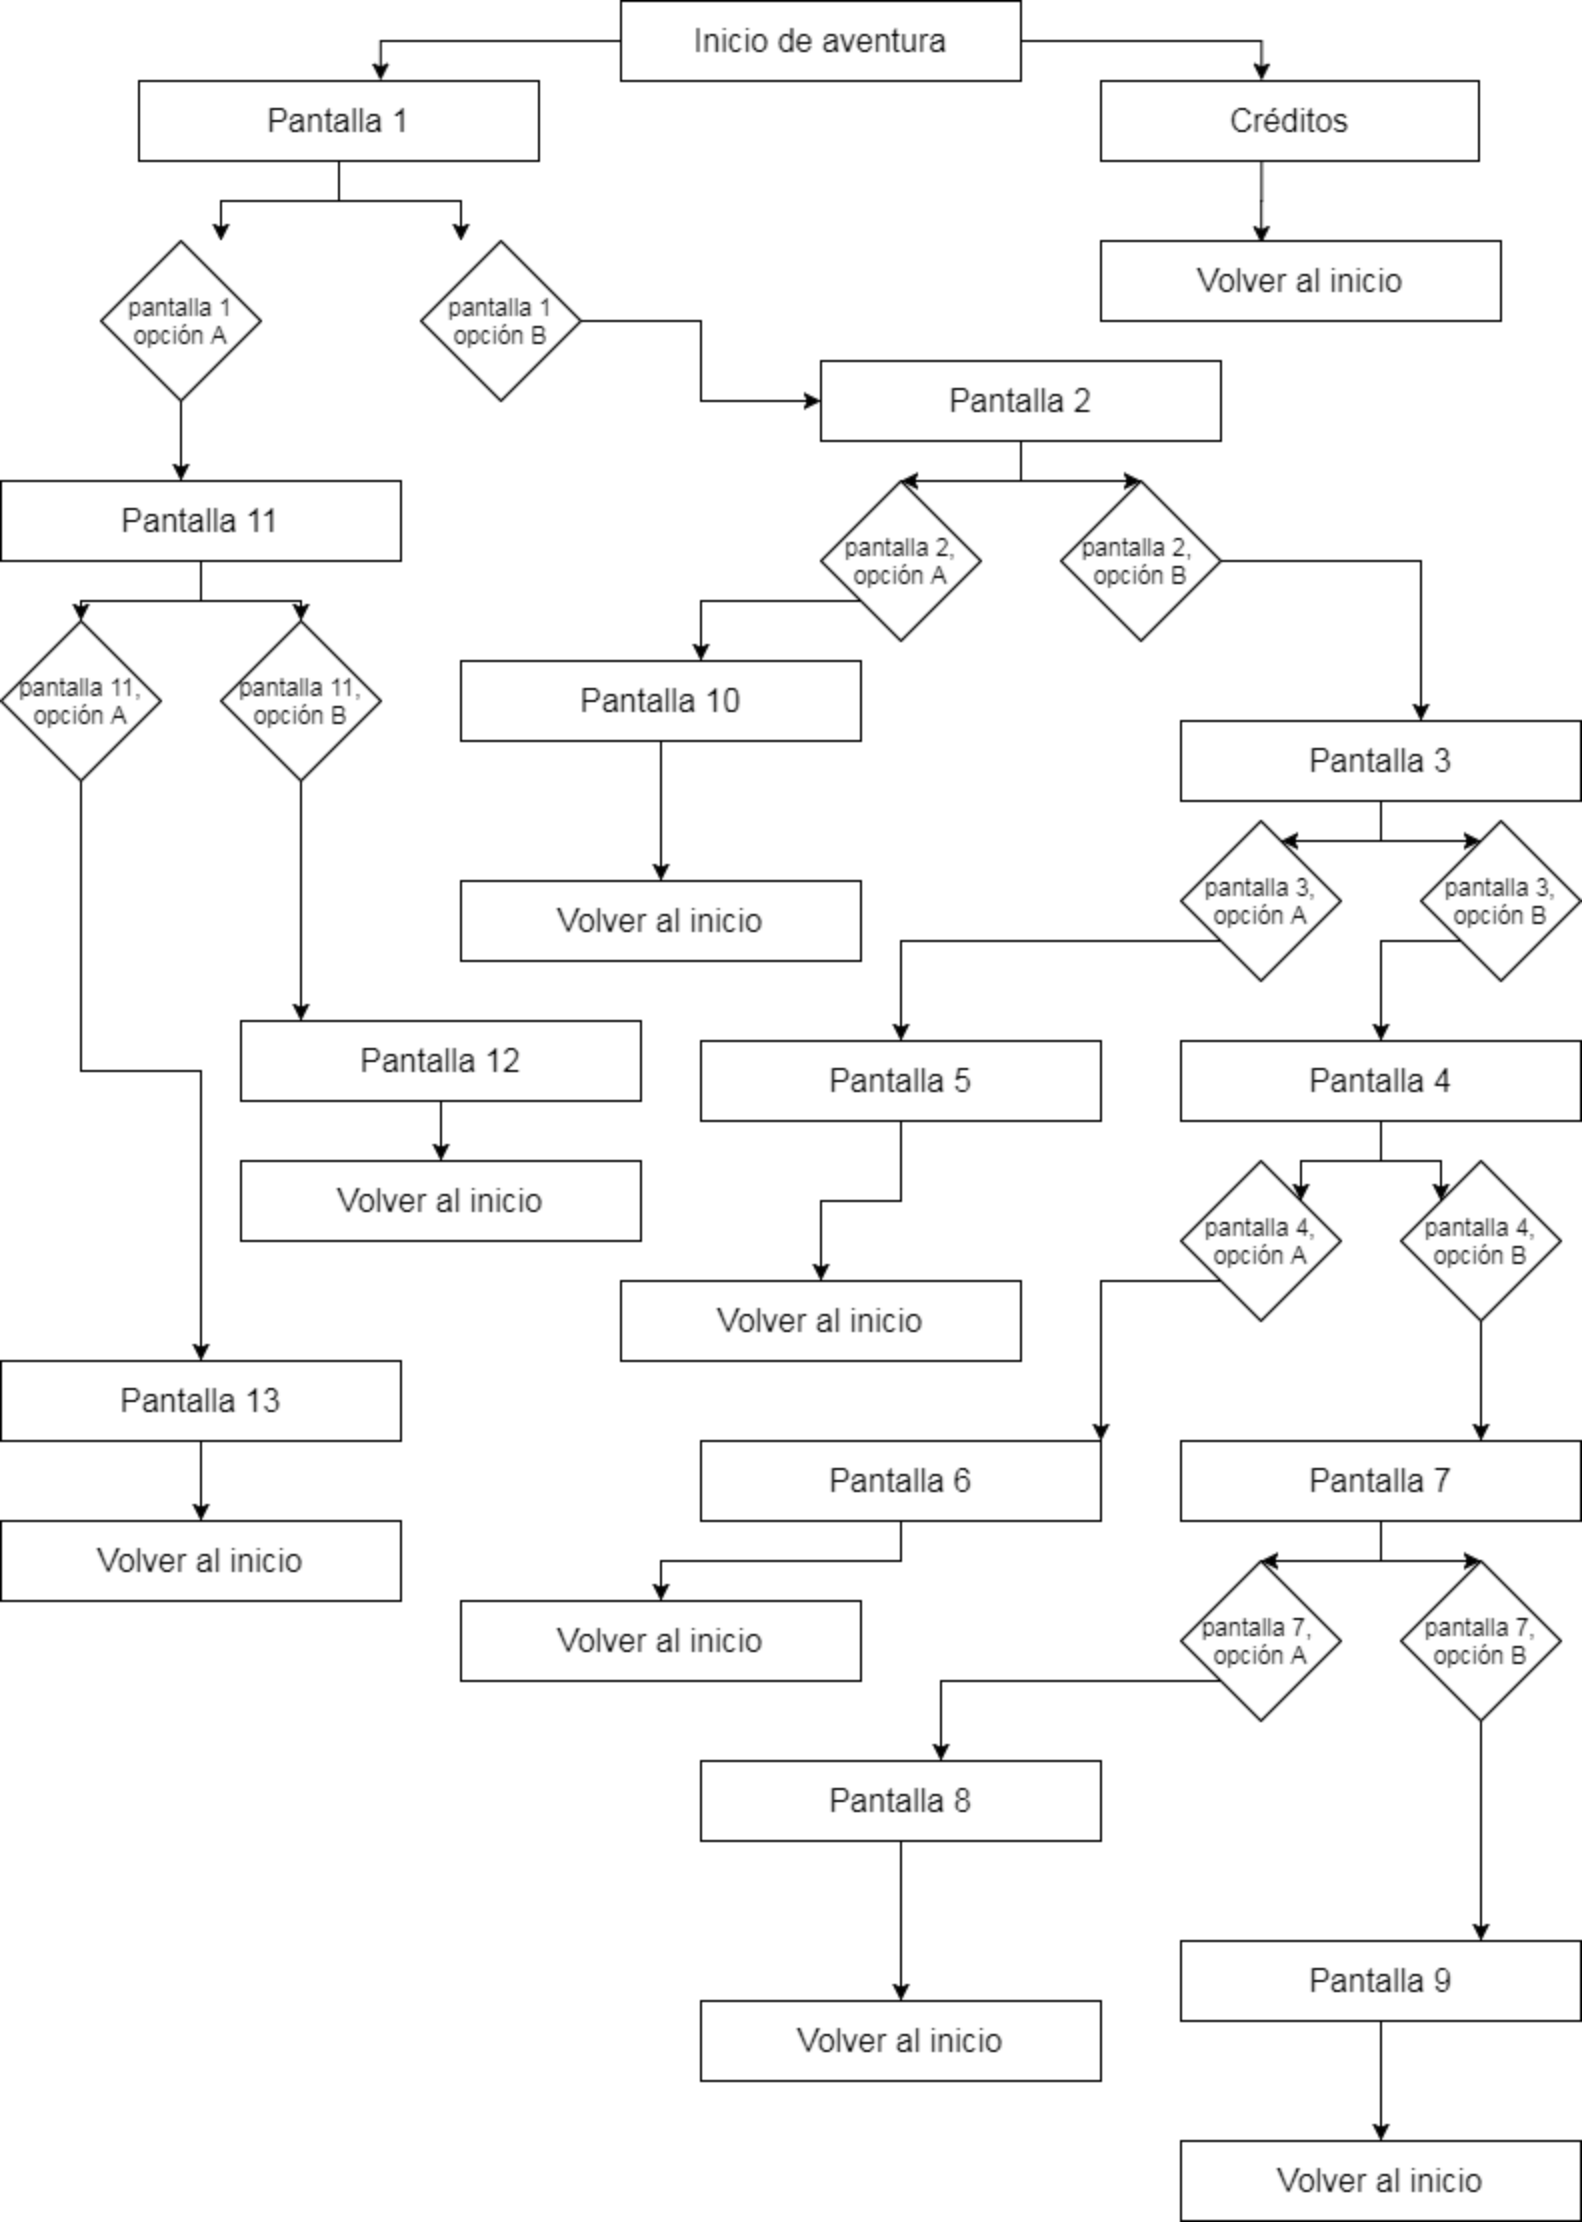 Inicio de aventura
Pantalla 1
Créditos
pantalla 1
opción A
pantalla 1
opción B
Volver al inicio
Pantalla 2
Pantalla 11
pantalla 2,
opción A
pantalla 2,
opción B
pantalla 11,
opción A
pantalla 11,
opción B
Pantalla 10
Pantalla 3
pantalla 3,
opción A
pantalla 3,
opción B
Volver al inicio
Pantalla 12
Pantalla 5
Pantalla 4
Volver al inicio
pantalla 4,
opción A
pantalla 4,
opción B
Volver al inicio
Pantalla 13
Pantalla 6
Pantalla 7
Volver al inicio
Volver al inicio
pantalla 7,
opción A
pantalla 7,
opción B
Pantalla 8
Pantalla 9
Volver al inicio
Volver al inicio